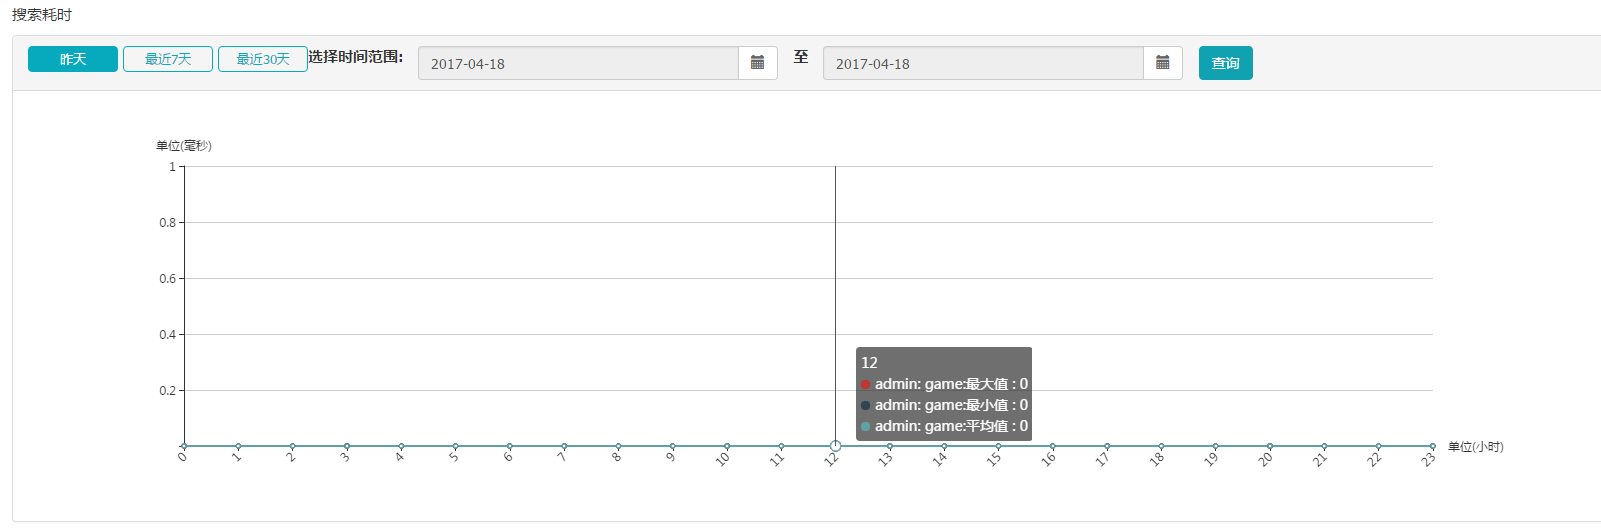 搜索耗时
昨天 最近7天 最近30天 选择时间范围: 2017-04-18 至 2017-04-18 查询
单位(毫秒)
1
0.8
0.6
0.4
0.2
12
admin: game:最大值 : 0
admin: game:最小值 : 0
admin: game:平均值 : 0
0 1 2 3 4 5 6 7 8 9 10 11 12 13 14 15 16 17 18 19 20 21 22 23 单位(小时)